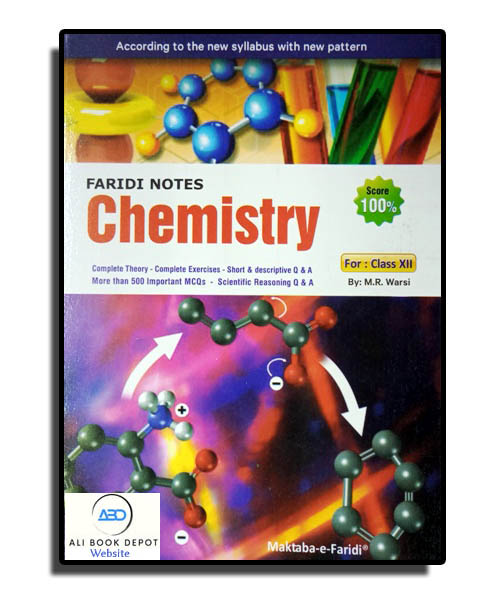 According to the new syllabus with new pattern
FARIDI NOTES
Chemistry
Score
100%
Complete Theory - Complete Exercises - Short & descriptive Q & A
More than 500 Important MCQs - Scientific Reasoning Q & A
For : Class XII
By: M.R. Warsi
+
−
−
Maktaba-e-Faridi®
ABD
ALI BOOK DEPOT
Website